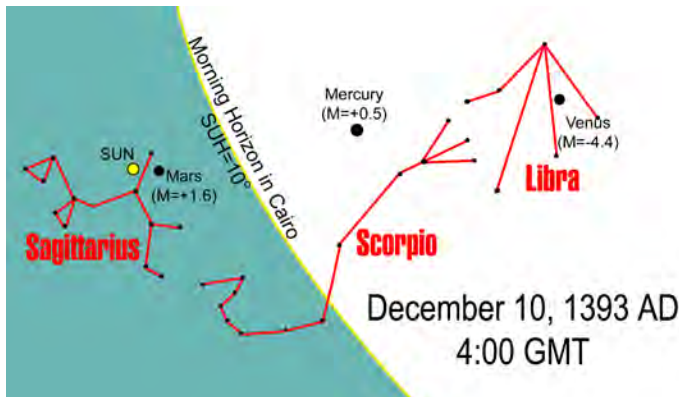 Morning Horizon in Cairo
SUH=10°
Mercury
(M=+0.5)
Venus
(M=-4.4)
SUN
Mars
(M=+1.6)
Libra
Sagittarius
Scorpio
December 10, 1393 AD
4:00 GMT